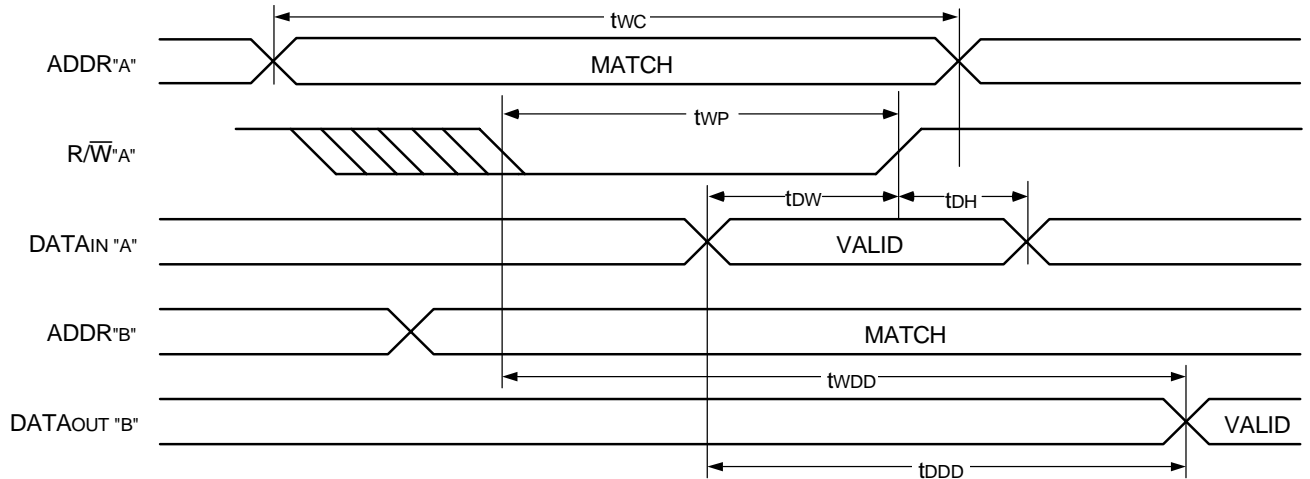 tWC
ADDR"A"
MATCH
tWP
R/W̅"A"
tDW
tDH
DATAIN "A"
VALID
ADDR"B"
MATCH
tWDD
DATAOUT "B"
VALID
tDDD